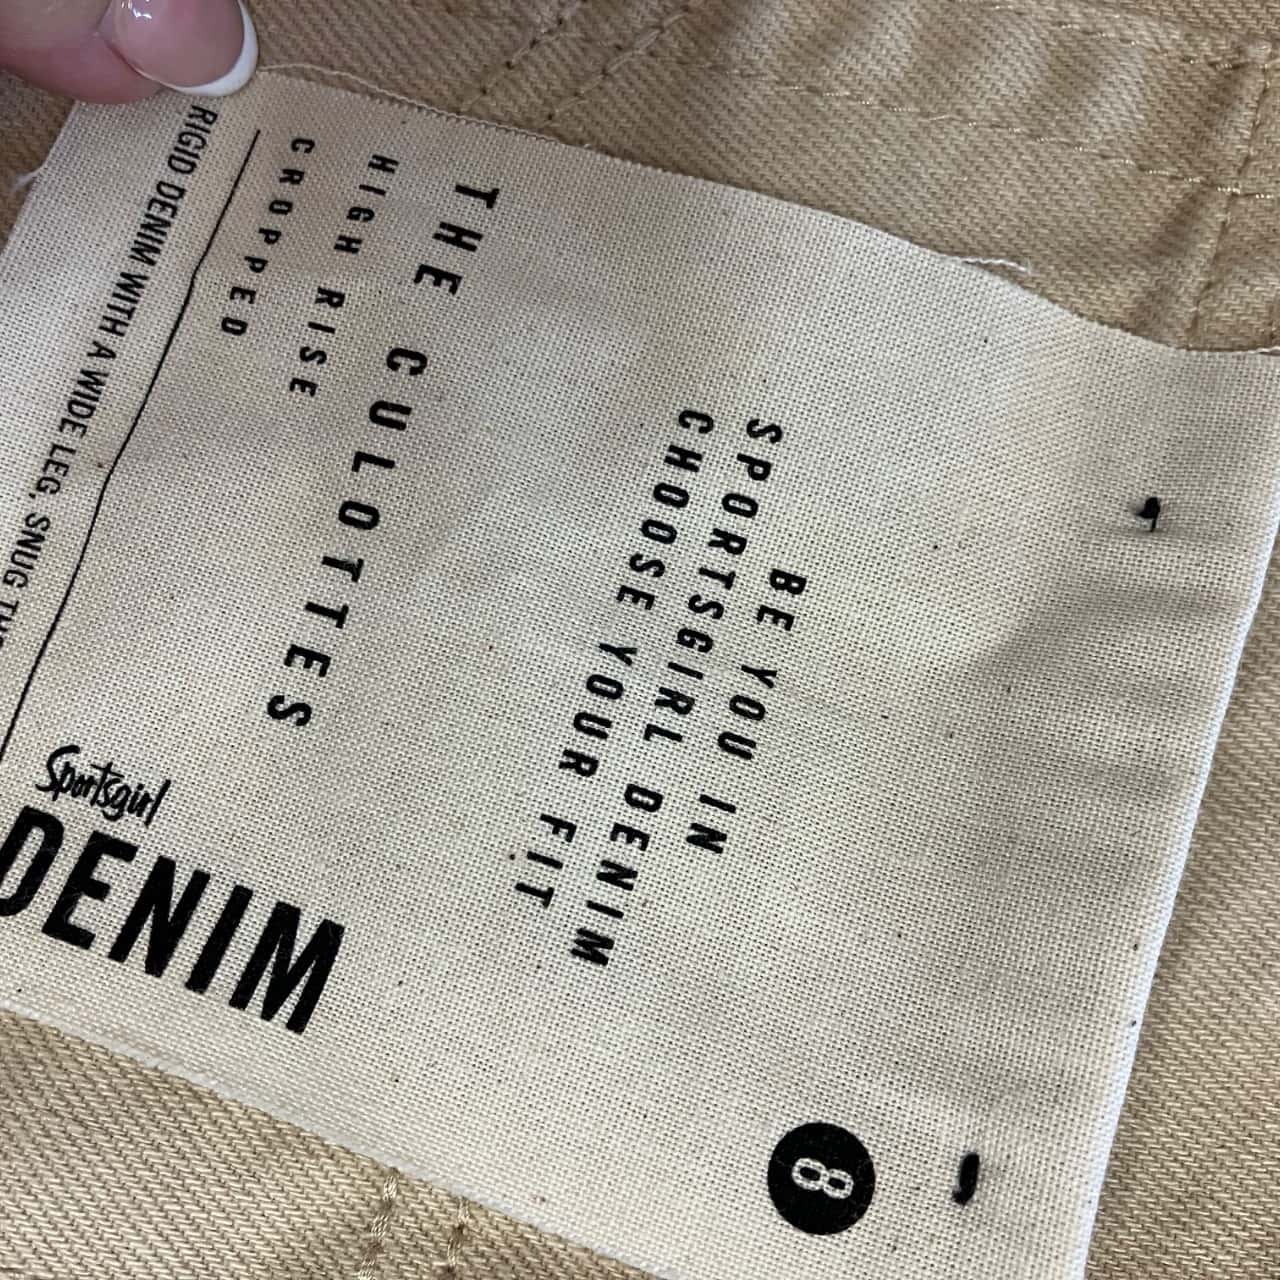 8
BE YOU IN
SPORTSGIRL DENIM
CHOOSE YOUR FIT
THE CULOTTES
HIGH RISE
CROPPED
RIGID DENIM WITH A WIDE LEG, SNUG
Sportsgirl
DENIM